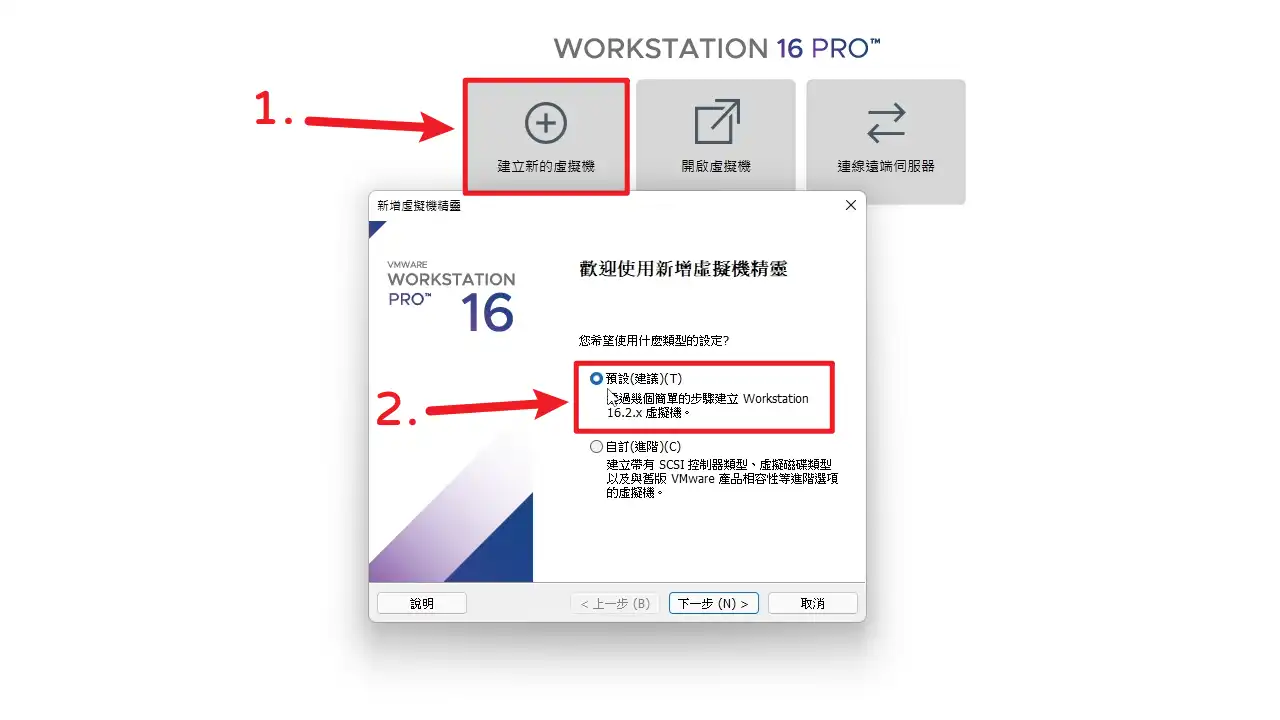 WORKSTATION 16 PRO™
1.
建立新的虛擬機
開啟虛擬機
連線遠端伺服器
新增虛擬機精靈
VMWARE
WORKSTATION
PRO™ 16
歡迎使用新增虛擬機精靈
您希望使用什麼類型的設定?
2.
預設(建議)(T)
過幾個簡單的步驟建立 Workstation
16.2.x 虛擬機。
自訂(進階)(C)
建立帶有 SCSI 控制器類型、虛擬磁碟類型
以及與舊版 VMware 產品相容性等進階選項
的虛擬機。
說明
< 上一步 (B)
下一步 (N) >
取消